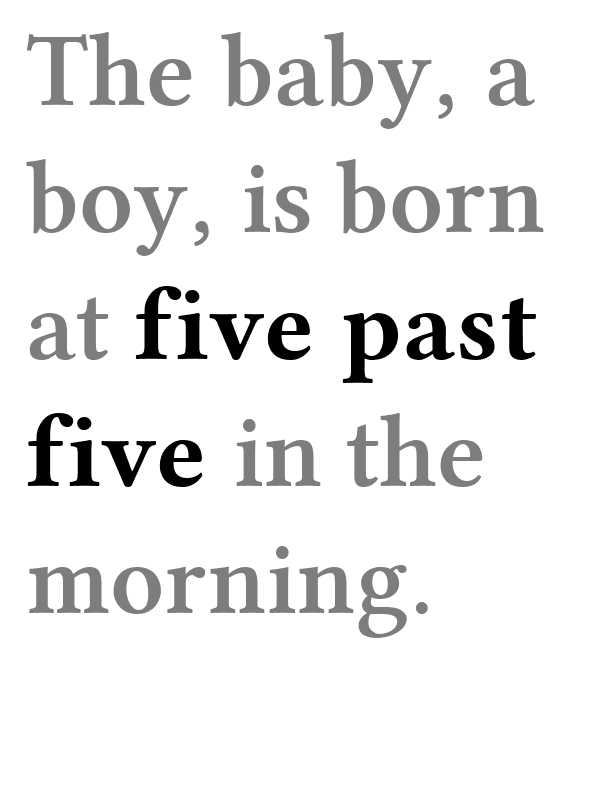 The baby, a
boy, is born
at five past
five in the
morning.